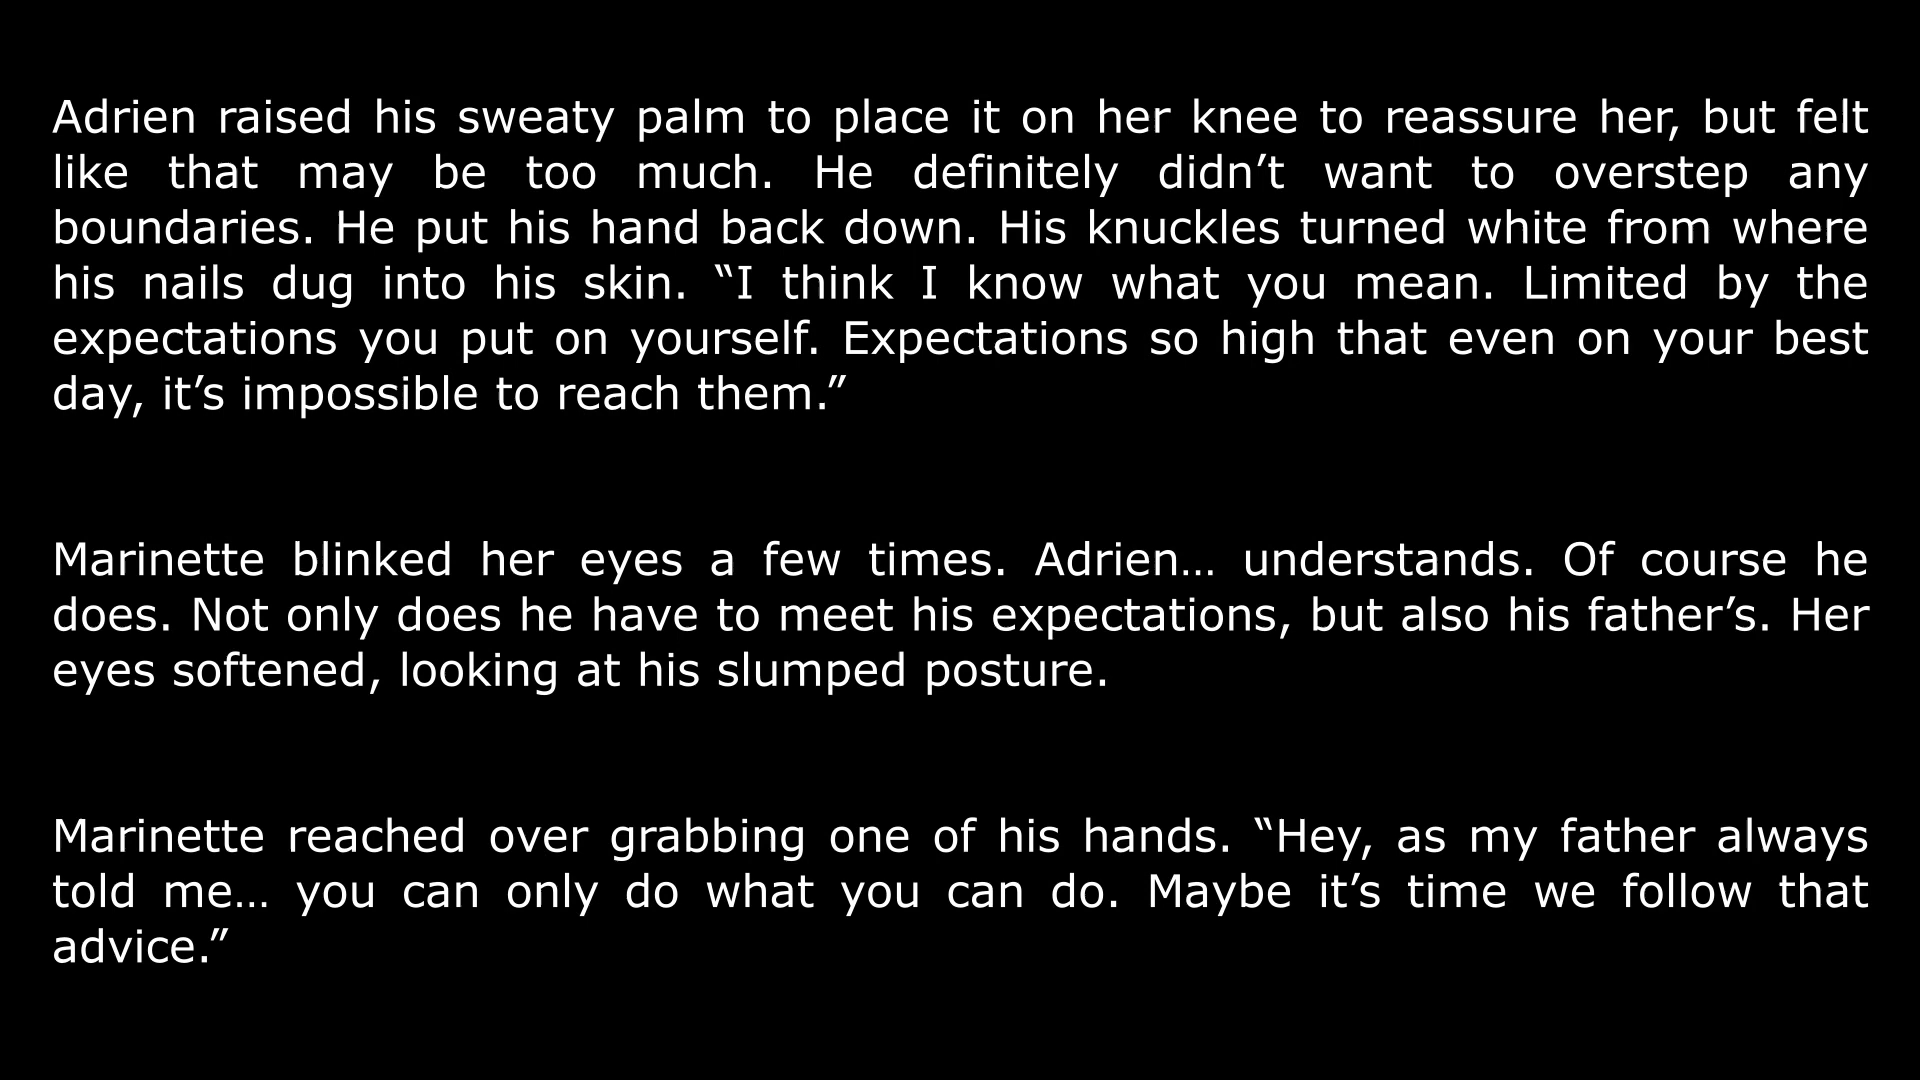 Adrien raised his sweaty palm to place it on her knee to reassure her, but felt
like that may be too much. He definitely didn’t want to overstep any
boundaries. He put his hand back down. His knuckles turned white from where
his nails dug into his skin. “I think I know what you mean. Limited by the
expectations you put on yourself. Expectations so high that even on your best
day, it’s impossible to reach them.”
Marinette blinked her eyes a few times. Adrien… understands. Of course he
does. Not only does he have to meet his expectations, but also his father’s. Her
eyes softened, looking at his slumped posture.
Marinette reached over grabbing one of his hands. “Hey, as my father always
told me… you can only do what you can do. Maybe it’s time we follow that
advice.”